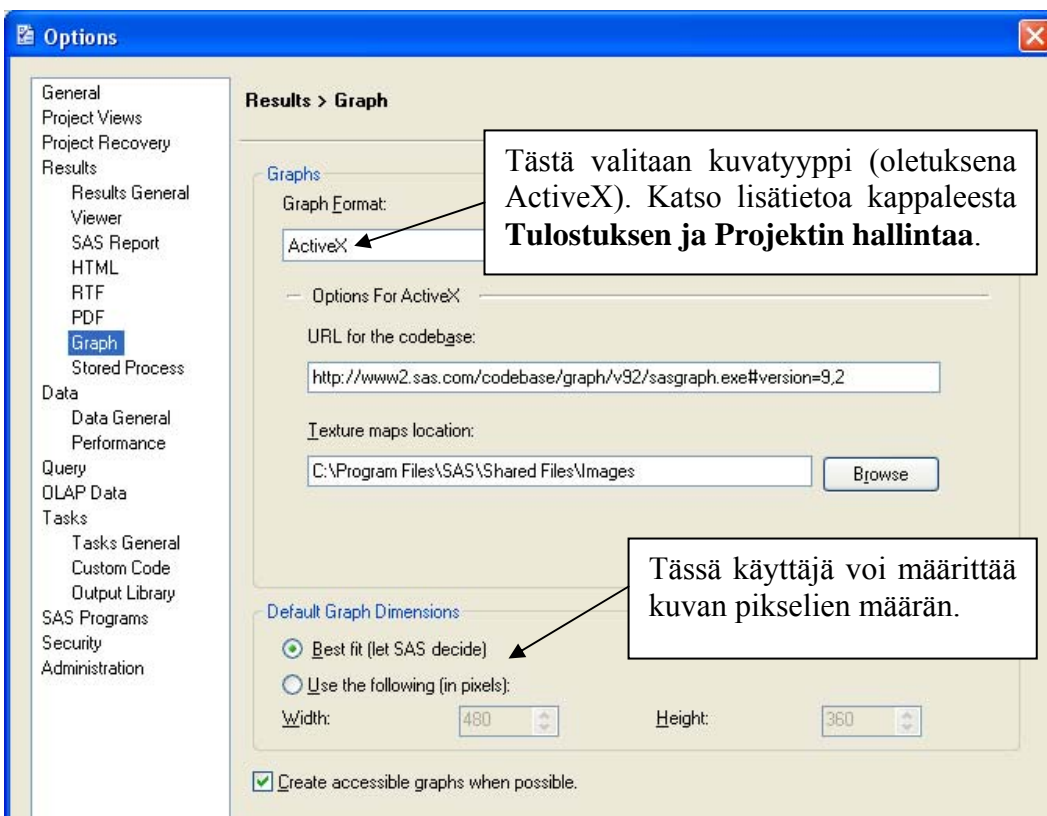 Options
General
Project Views
Project Recovery
Results
Results General
Viewer
SAS Report
HTML
RTF
PDF
Graph
Stored Process
Data
Data General
Performance
Query
OLAP Data
Tasks
Tasks General
Custom Code
Output Library
SAS Programs
Security
Administration
Results > Graph
Graphs
Graph Format:
ActiveX
Tästä valitaan kuvatyyppi (oletuksena
ActiveX). Katso lisätietoa kappaleesta
Tulostuksen ja Projektin hallintaa.
Options For ActiveX
URL for the codebase:
http://www2.sas.com/codebase/graph/v92/sasgraph.exe#version=9,2
Texture maps location:
C:\Program Files\SAS\Shared Files\Images
Browse
Tässä käyttäjä voi määrittää
kuvan pikselien määrän.
Default Graph Dimensions
Best fit (let SAS decide)
Use the following (in pixels):
Width: 480 Height: 360
Create accessible graphs when possible.